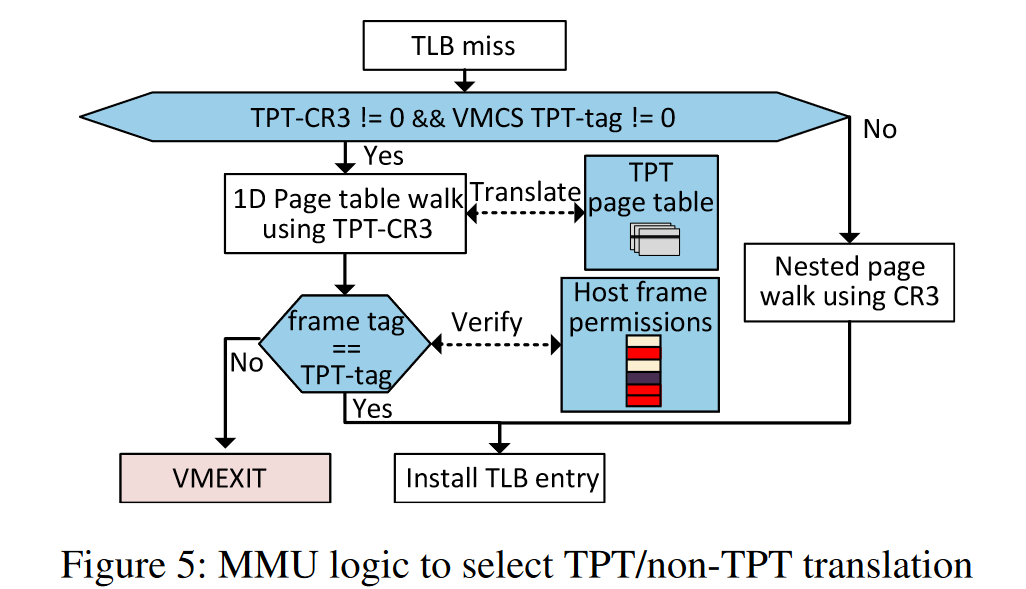 TLB miss
TPT-CR3 != 0 && VMCS TPT-tag != 0
No
Yes
1D Page table walk
using TPT-CR3
Translate
TPT
page table
Nested page
walk using CR3
frame tag
==
TPT-tag
Verify
Host frame
permissions
No
Yes
VMEXIT
Install TLB entry
Figure 5: MMU logic to select TPT/non-TPT translation